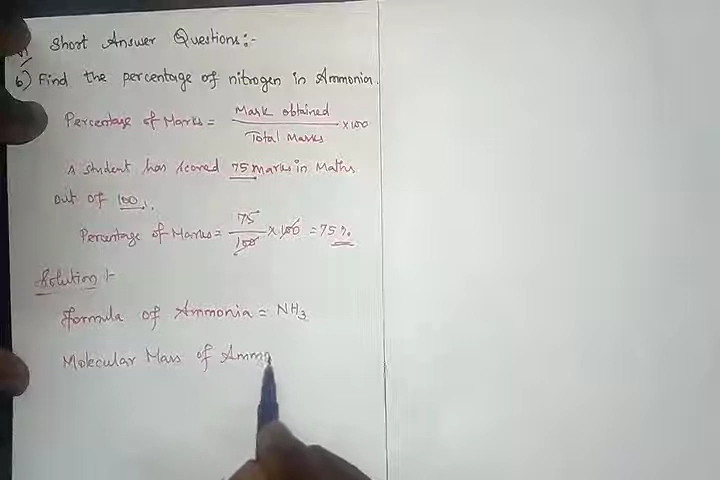 Short Answer Questions:-
6) Find the percentage of nitrogen in Ammonia.
Percentage of Marks = Mark obtained / Total Marks × 100
A student has scored 75 marks in Maths
out of 100.
Percentage of Marks = 75 / 100 × 100 = 75%
Solution :-
Formula of Ammonia = NH3
Molecular Mass of Ammo